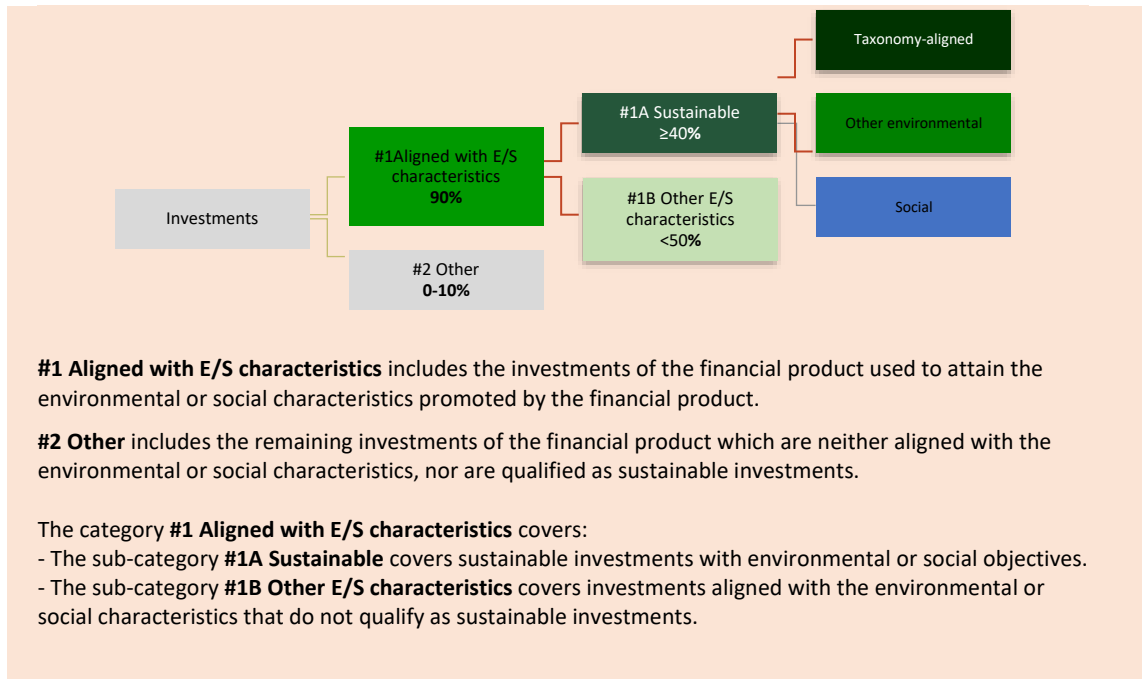 Investments
#1Aligned with E/S
characteristics
90%
#2 Other
0-10%
#1A Sustainable
≥40%
#1B Other E/S
characteristics
<50%
Taxonomy-aligned
Other environmental
Social
#1 Aligned with E/S characteristics includes the investments of the financial product used to attain the
environmental or social characteristics promoted by the financial product.
#2 Other includes the remaining investments of the financial product which are neither aligned with the
environmental or social characteristics, nor are qualified as sustainable investments.
The category #1 Aligned with E/S characteristics covers:
- The sub-category #1A Sustainable covers sustainable investments with environmental or social objectives.
- The sub-category #1B Other E/S characteristics covers investments aligned with the environmental or
social characteristics that do not qualify as sustainable investments.